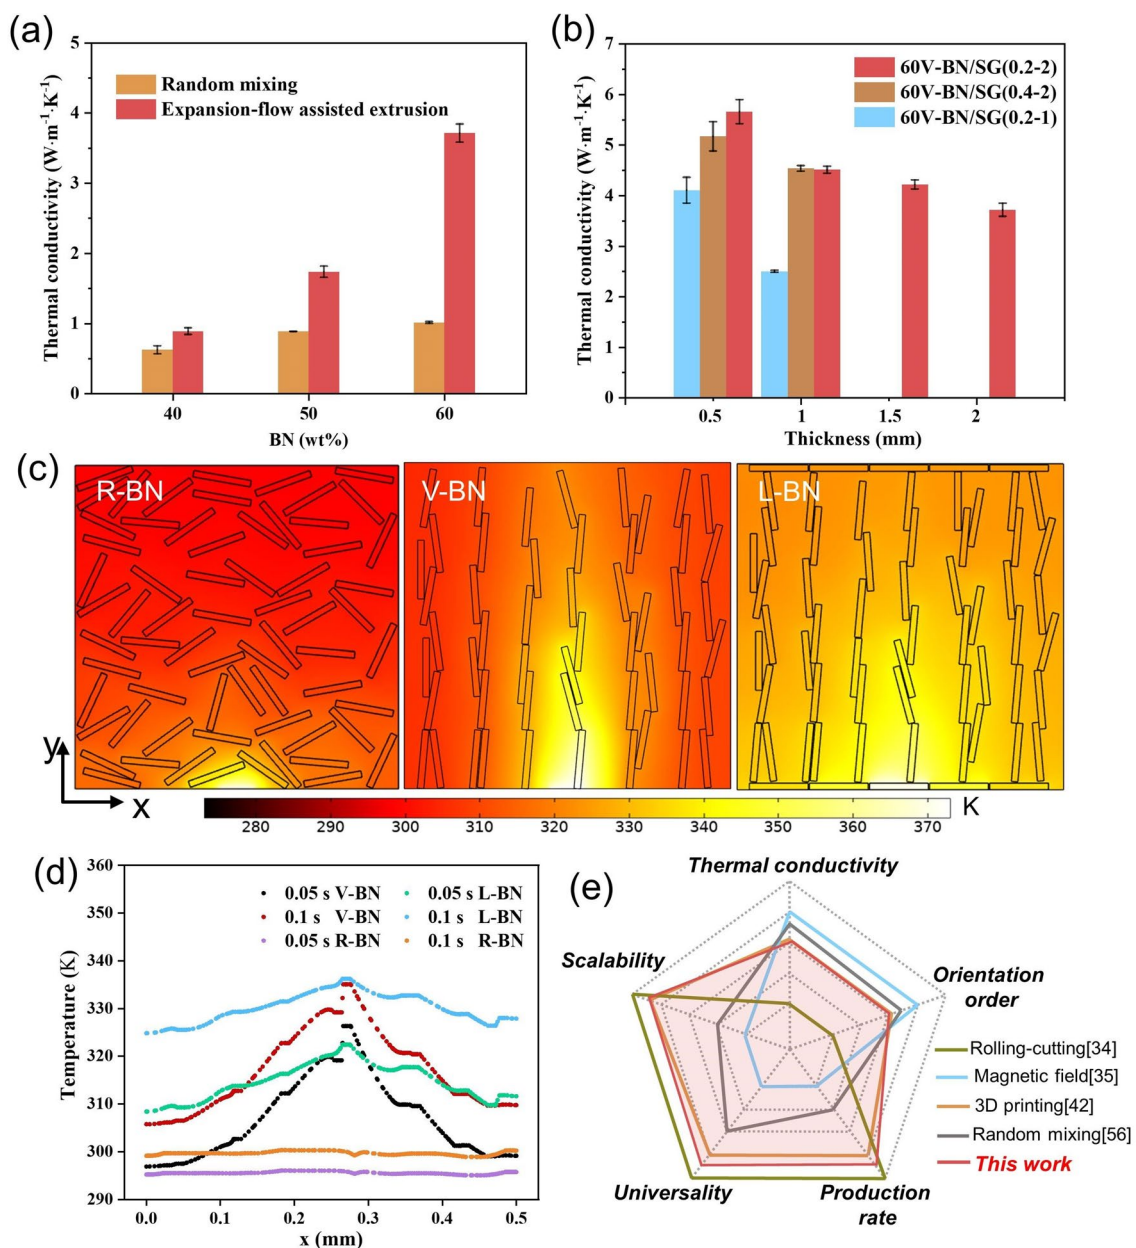 (a)
Thermal conductivity (W·m⁻¹·K⁻¹)
5
4
3
2
1
0
Random mixing
Expansion-flow assisted extrusion
40
50
60
BN (wt%)
(b)
Thermal conductivity (W·m⁻¹·K⁻¹)
7
6
5
4
3
2
1
0
60V-BN/SG(0.2-2)
60V-BN/SG(0.4-2)
60V-BN/SG(0.2-1)
0.5
1
1.5
2
Thickness (mm)
(c)
R-BN
V-BN
L-BN
y
x
280
290
300
310
320
330
340
350
360
370
K
(d)
Temperature (K)
360
350
340
330
320
310
300
290
0.05 s V-BN
0.05 s L-BN
0.1 s V-BN
0.1 s L-BN
0.05 s R-BN
0.1 s R-BN
0.0
0.1
0.2
0.3
0.4
0.5
x (mm)
(e)
Thermal conductivity
Scalability
Orientation
order
Universality
Production
rate
Rolling-cutting[34]
Magnetic field[35]
3D printing[42]
Random mixing[56]
This work